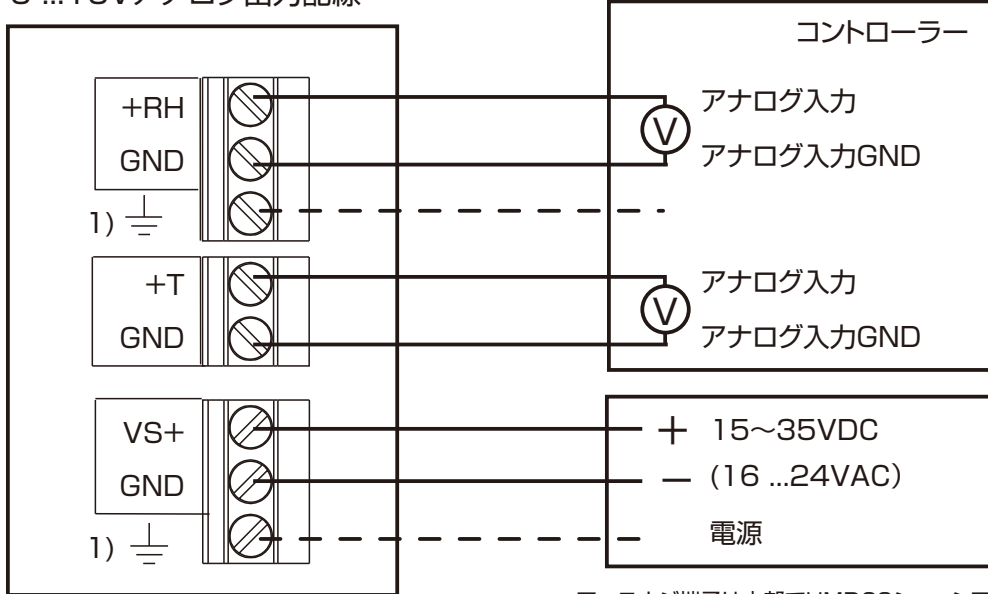 コントローラー
+RH
アナログ入力
GND
アナログ入力GND
1)
+T
アナログ入力
GND
アナログ入力GND
VS+
+ 15～35VDC
GND
− (16 ...24VAC)
1)
電源